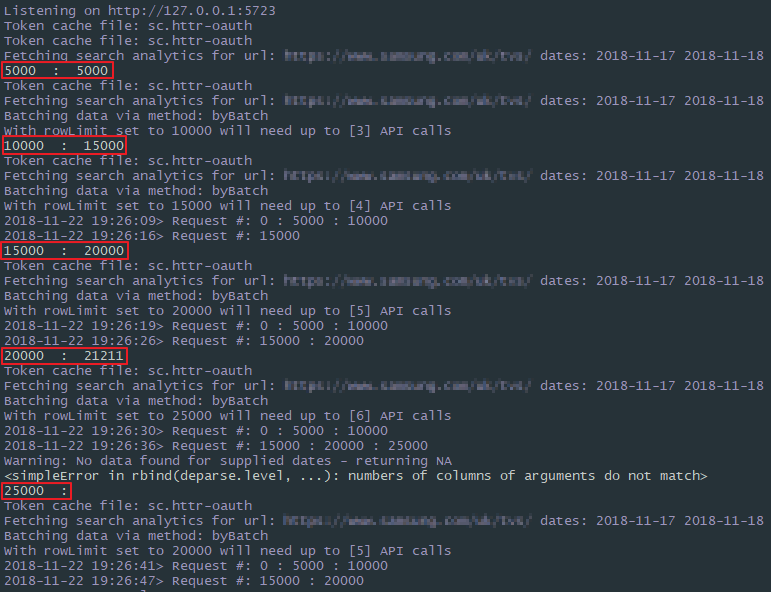 Listening on http://127.0.0.1:5723
Token cache file: sc.httr-oauth
Token cache file: sc.httr-oauth
Fetching search analytics for url: dates: 2018-11-17 2018-11-18
5000  :  5000
Token cache file: sc.httr-oauth
Fetching search analytics for url: dates: 2018-11-17 2018-11-18
Batching data via method: byBatch
With rowLimit set to 10000 will need up to [3] API calls
10000  :  15000
Token cache file: sc.httr-oauth
Fetching search analytics for url: dates: 2018-11-17 2018-11-18
Batching data via method: byBatch
With rowLimit set to 15000 will need up to [4] API calls
2018-11-22 19:26:09> Request #: 0 : 5000 : 10000
2018-11-22 19:26:16> Request #: 15000
15000  :  20000
Token cache file: sc.httr-oauth
Fetching search analytics for url: dates: 2018-11-17 2018-11-18
Batching data via method: byBatch
With rowLimit set to 20000 will need up to [5] API calls
2018-11-22 19:26:19> Request #: 0 : 5000 : 10000
2018-11-22 19:26:26> Request #: 15000 : 20000
20000  :  21211
Token cache file: sc.httr-oauth
Fetching search analytics for url: dates: 2018-11-17 2018-11-18
Batching data via method: byBatch
With rowLimit set to 25000 will need up to [6] API calls
2018-11-22 19:26:30> Request #: 0 : 5000 : 10000
2018-11-22 19:26:36> Request #: 15000 : 20000 : 25000
Warning: No data found for supplied dates - returning NA
<simpleError in rbind(deparse.level, ...): numbers of columns of arguments do not match>
25000  :
Token cache file: sc.httr-oauth
Fetching search analytics for url: dates: 2018-11-17 2018-11-18
Batching data via method: byBatch
With rowLimit set to 20000 will need up to [5] API calls
2018-11-22 19:26:41> Request #: 0 : 5000 : 10000
2018-11-22 19:26:47> Request #: 15000 : 20000